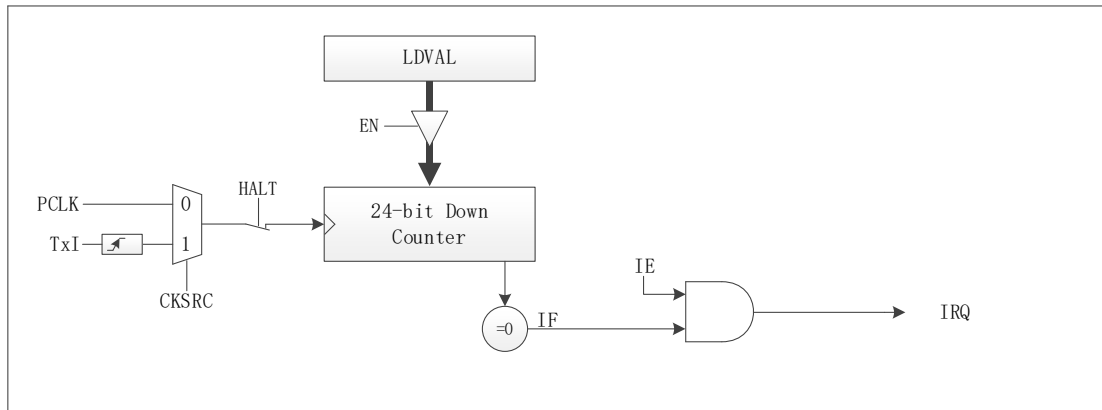 LDVAL
EN
HALT
PCLK
0
24-bit Down
Counter
TxI
1
CKSRC
IE
=0
IF
IRQ